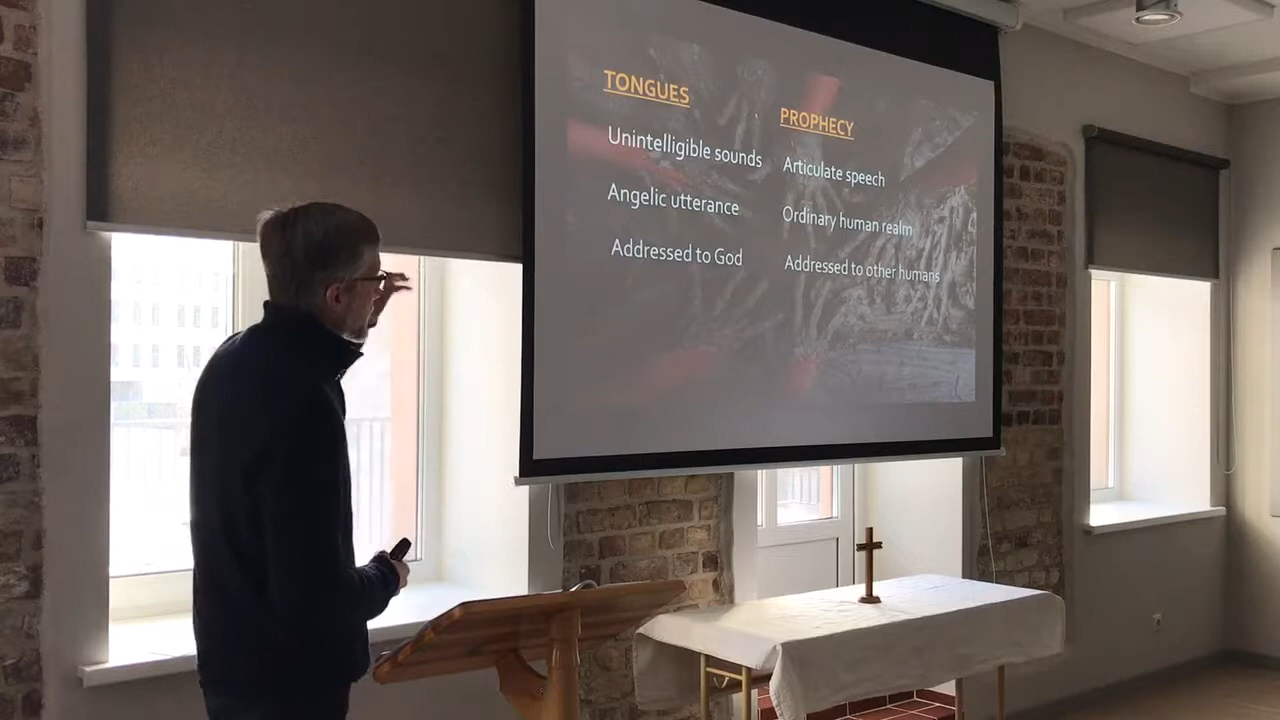 TONGUES
Unintelligible sounds
Angelic utterance
Addressed to God
PROPHECY
Articulate speech
Ordinary human realm
Addressed to other humans